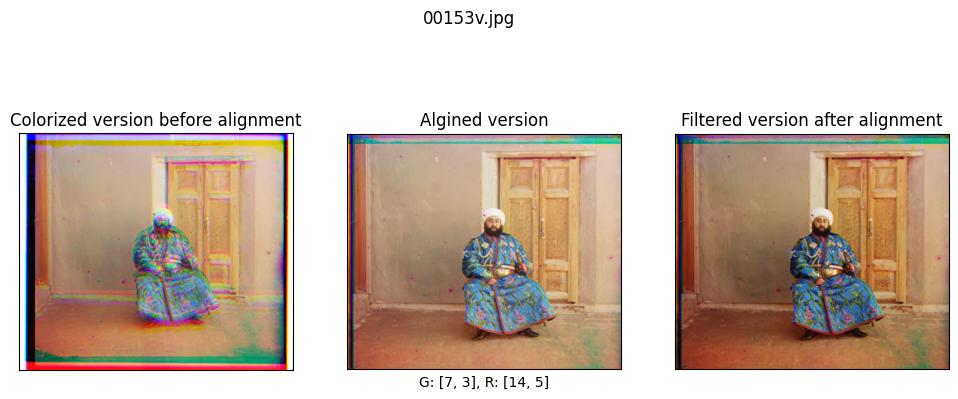 00153v.jpg
Colorized version before alignment
Algined version
Filtered version after alignment
G: [7, 3], R: [14, 5]